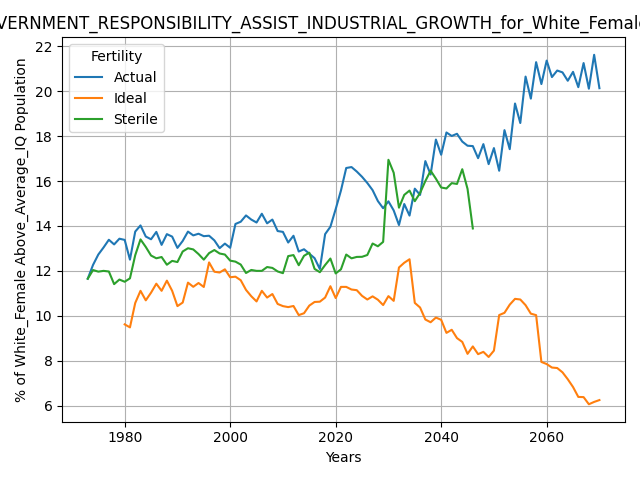 VERNMENT_RESPONSIBILITY_ASSIST_INDUSTRIAL_GROWTH_for_White_Female
Fertility
Actual
Ideal
Sterile
% of White_Female Above_Average_IQ Population
22
20
18
16
14
12
10
8
6
1980
2000
2020
2040
2060
Years